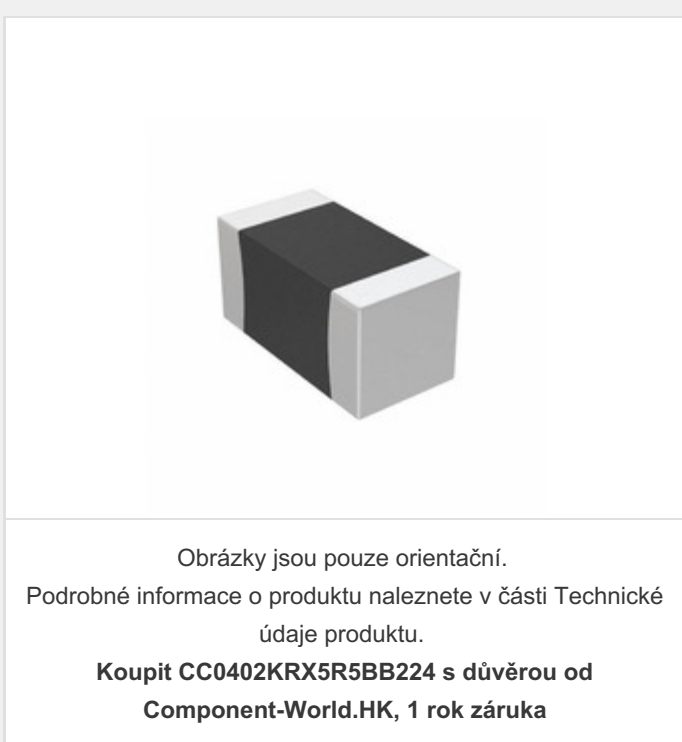 Obrázky jsou pouze orientační.
Podrobné informace o produktu naleznete v části Technické
údaje produktu.
Koupit CC0402KRX5R5BB224 s důvěrou od
Component-World.HK, 1 rok záruka